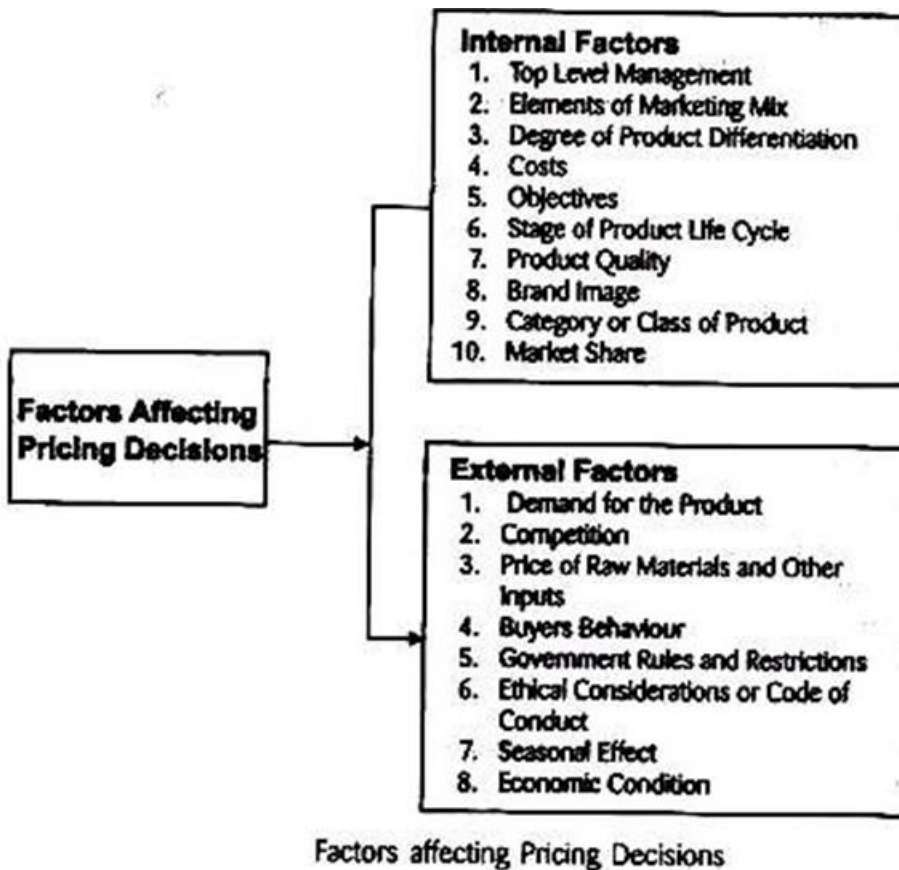 Factors Affecting
Pricing Decisions
Internal Factors
1. Top Level Management
2. Elements of Marketing Mix
3. Degree of Product Differentiation
4. Costs
5. Objectives
6. Stage of Product Life Cycle
7. Product Quality
8. Brand Image
9. Category or Class of Product
10. Market Share
External Factors
1. Demand for the Product
2. Competition
3. Price of Raw Materials and Other
Inputs
4. Buyers Behaviour
5. Government Rules and Restrictions
6. Ethical Considerations or Code of
Conduct
7. Seasonal Effect
8. Economic Condition
Factors affecting Pricing Decisions